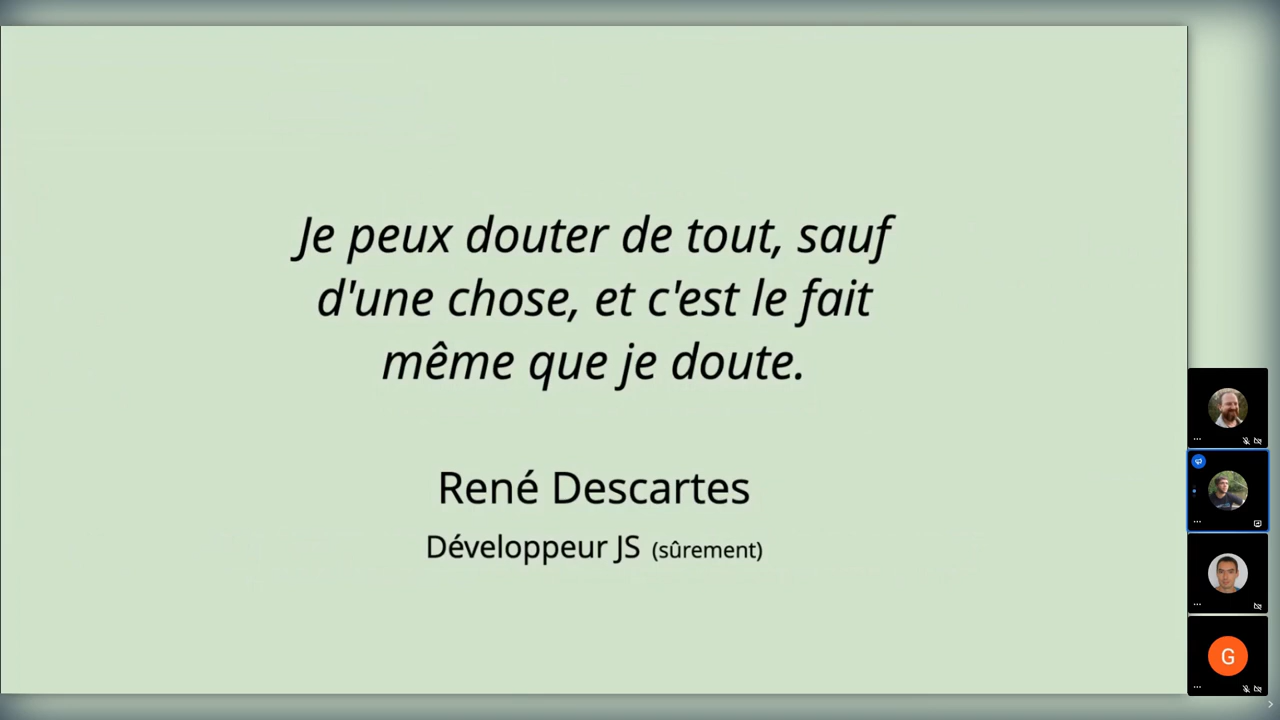 Je peux douter de tout, sauf
d'une chose, et c'est le fait
même que je doute.
René Descartes
Développeur JS (sûrement)
G